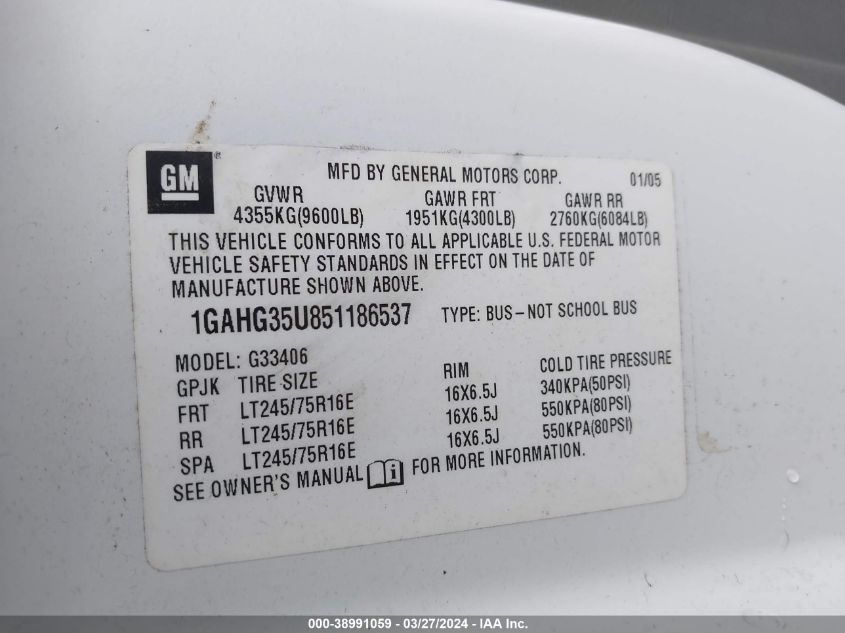 GM®
MFD BY GENERAL MOTORS CORP. 01/05
GVWR GAWR FRT GAWR RR
4355KG(9600LB) 1951KG(4300LB) 2760KG(6084LB)
THIS VEHICLE CONFORMS TO ALL APPLICABLE U.S. FEDERAL MOTOR
VEHICLE SAFETY STANDARDS IN EFFECT ON THE DATE OF
MANUFACTURE SHOWN ABOVE.
1GAHG35U851186537 TYPE: BUS-NOT SCHOOL BUS
MODEL: G33406
GPJK TIRE SIZE RIM COLD TIRE PRESSURE
FRT LT245/75R16E 16X6.5J 340KPA(50PSI)
RR LT245/75R16E 16X6.5J 550KPA(80PSI)
SPA LT245/75R16E 16X6.5J 550KPA(80PSI)
SEE OWNER'S MANUAL i FOR MORE INFORMATION.
000-38991059 - 03/27/2024 - IAA Inc.